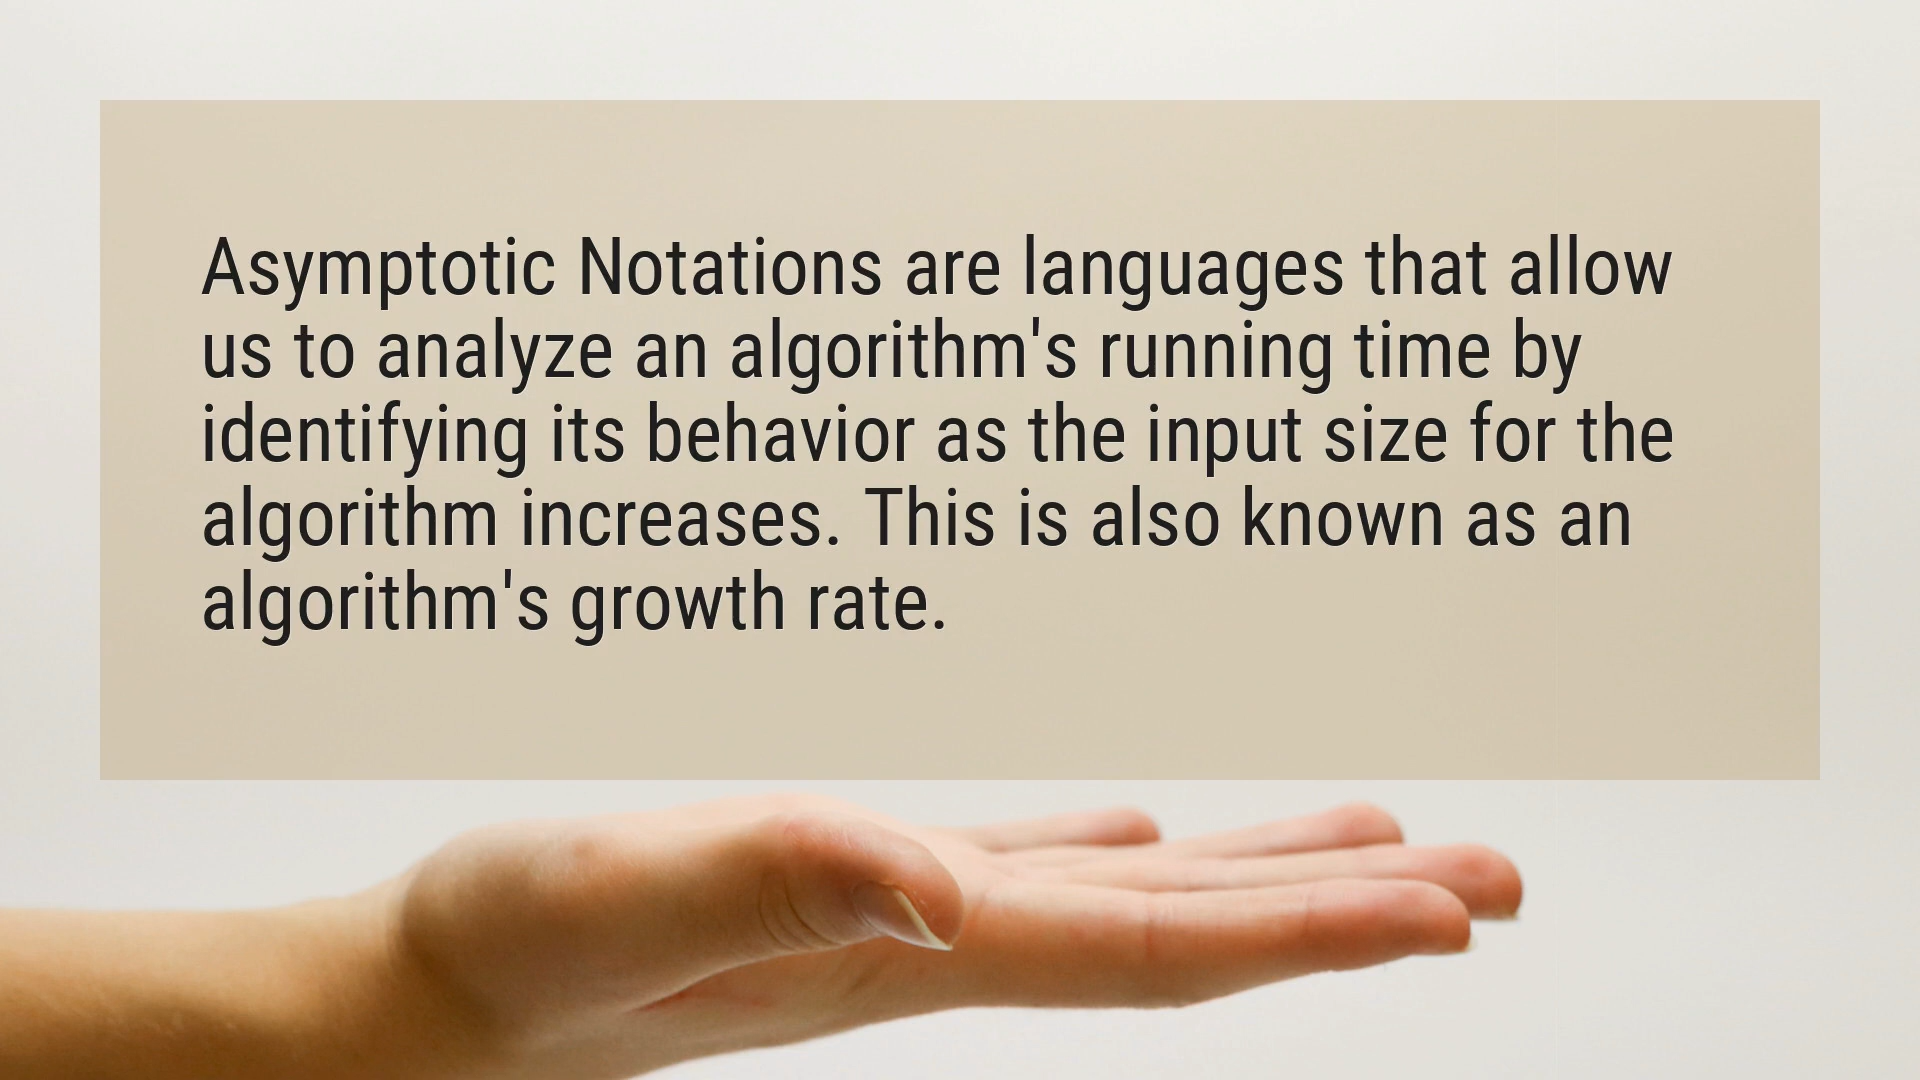 Asymptotic Notations are languages that allow
us to analyze an algorithm's running time by
identifying its behavior as the input size for the
algorithm increases. This is also known as an
algorithm's growth rate.